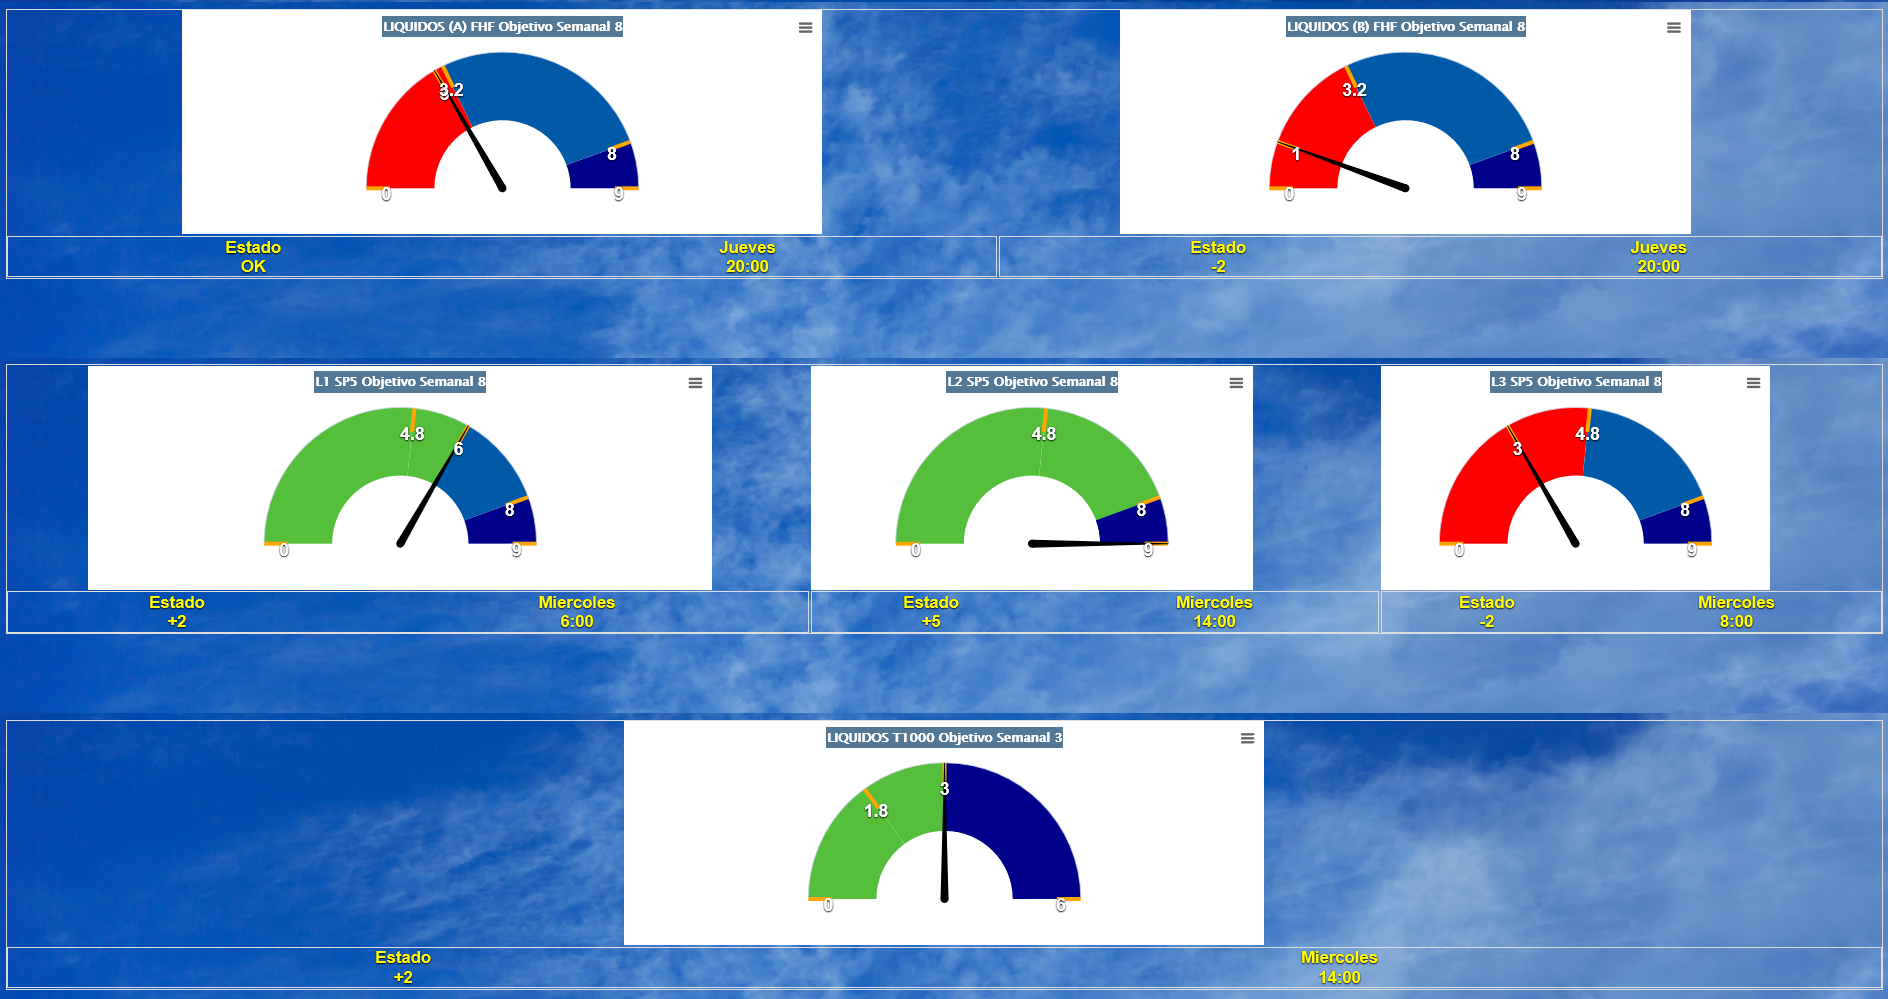 LIQUIDOS (A) FHF Objetivo Semanal 8
3.2
3
8
0
9
LIQUIDOS (B) FHF Objetivo Semanal 8
3.2
1
8
0
9
Estado
OK
Jueves
20:00
Estado
-2
Jueves
20:00
L1 SP5 Objetivo Semanal 8
4.8
6
8
0
9
L2 SP5 Objetivo Semanal 8
4.8
8
0
9
L3 SP5 Objetivo Semanal 8
4.8
3
8
0
9
Estado
+2
Miercoles
6:00
Estado
+5
Miercoles
14:00
Estado
-2
Miercoles
8:00
LIQUIDOS T1000 Objetivo Semanal 3
3
1.8
0
6
Estado
+2
Miercoles
14:00